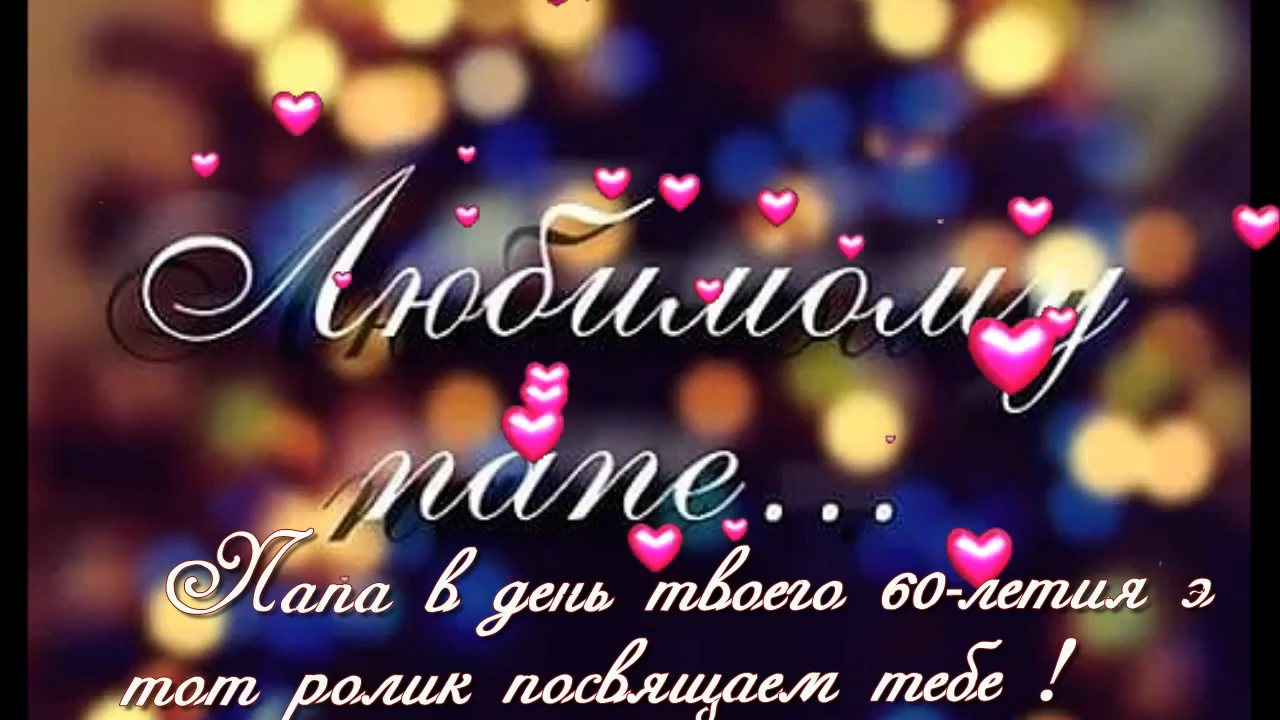 Любимому
папе...
Папа в день твоего 60-летия э
тот ролик посвящаем тебе !